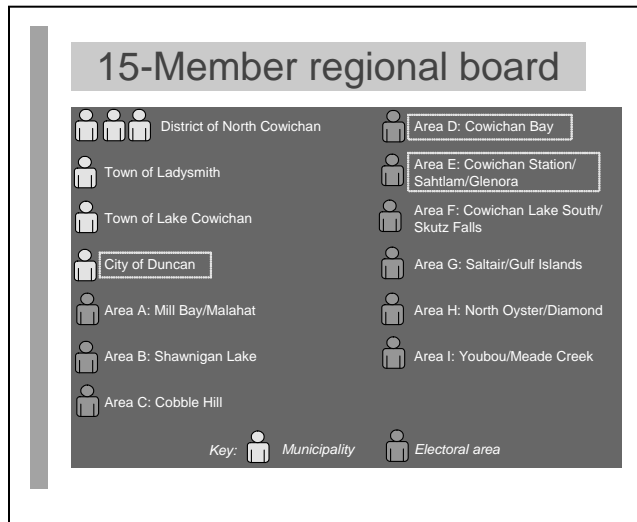 15-Member regional board
District of North Cowichan
Town of Ladysmith
Town of Lake Cowichan
City of Duncan
Area A: Mill Bay/Malahat
Area B: Shawnigan Lake
Area C: Cobble Hill
Area D: Cowichan Bay
Area E: Cowichan Station/
Sahtlam/Glenora
Area F: Cowichan Lake South/
Skutz Falls
Area G: Saltair/Gulf Islands
Area H: North Oyster/Diamond
Area I: Youbou/Meade Creek
Key: Municipality Electoral area